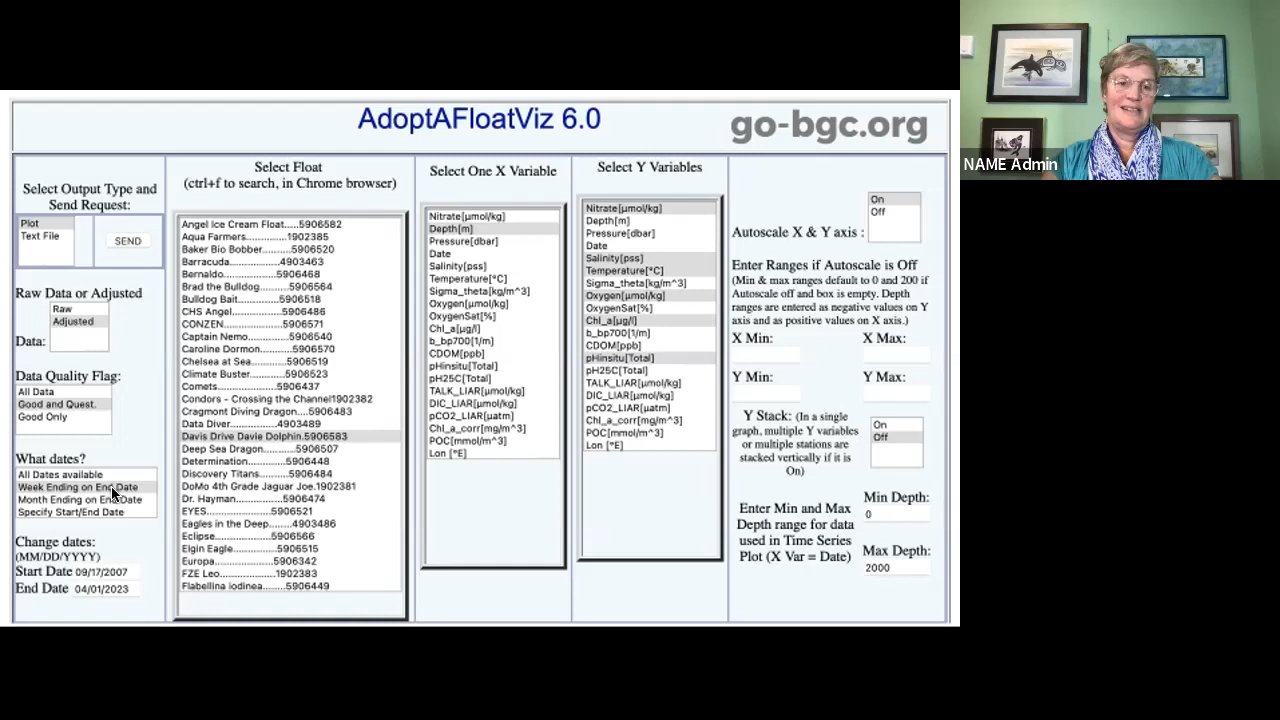 AdoptAFloatViz 6.0
go-bgc.org
Select Output Type and
Send Request:
Plot
Text File
SEND
Raw Data or Adjusted
Raw
Adjusted
Data:
Data Quality Flag:
All Data
Good and Quest.
Good Only
What dates?
All Dates available
Week Ending on End Date
Month Ending on End Date
Specify Start/End Date
Change dates:
(MM/DD/YYYY)
Start Date 09/17/2007
End Date 04/01/2023
Select Float
(ctrl+f to search, in Chrome browser)
Angel Ice Cream Float.....5906582
Aqua Farmers..............1902385
Baker Bio Bobber..........5906520
Barracuda.................4903463
Bernaldo..................5906468
Brad the Bulldog..........5906564
Bulldog Bait..............5906518
CHS Angel.................5906486
CONZEN....................5906571
Captain Nemo..............5906540
Caroline Dormon...........5906570
Chelsea at Sea............5906519
Climate Buster............5906523
Comets....................5906437
Condors - Crossing the Channel1902382
Cragmont Diving Dragon....5906483
Data Diver................4903489
Davis Drive Davie Dolphin.5906583
Deep Sea Dragon...........5906507
Determination.............5906448
Discovery Titans..........5906484
DoMo 4th Grade Jaguar Joe.1902381
Dr. Hayman................5906474
EYES......................5906521
Eagles in the Deep........4903486
Eclipse...................5906566
Elgin Eagle...............5906515
Europa....................5906342
FZE Leo...................1902383
Flabellina iodinea........5906449
Select One X Variable
Nitrate[µmol/kg]
Depth[m]
Pressure[dbar]
Date
Salinity[pss]
Temperature[°C]
Sigma_theta[kg/m^3]
Oxygen[µmol/kg]
OxygenSat[%]
Chl_a[µg/l]
b_bp700[1/m]
CDOM[ppb]
pHinsitu[Total]
pH25C[Total]
TALK_LIAR[µmol/kg]
DIC_LIAR[µmol/kg]
pCO2_LIAR[µatm]
Chl_a_corr[mg/m^3]
POC[mmol/m^3]
Lon [°E]
Select Y Variables
Nitrate[µmol/kg]
Depth[m]
Pressure[dbar]
Date
Salinity[pss]
Temperature[°C]
Sigma_theta[kg/m^3]
Oxygen[µmol/kg]
OxygenSat[%]
Chl_a[µg/l]
b_bp700[1/m]
CDOM[ppb]
pHinsitu[Total]
pH25C[Total]
TALK_LIAR[µmol/kg]
DIC_LIAR[µmol/kg]
pCO2_LIAR[µatm]
Chl_a_corr[mg/m^3]
POC[mmol/m^3]
Lon [°E]
On
Off
Autoscale X & Y axis :
Enter Ranges if Autoscale is Off
(Min & max ranges default to 0 and 200 if
Autoscale off and box is empty. Depth
ranges are entered as negative values on Y
axis and as positive values on X axis.)
X Min: X Max:
Y Min: Y Max:
Y Stack: (In a single
graph, multiple Y variables
or multiple stations are
stacked vertically if it is
On)
On
Off
Enter Min and Max
Depth range for data
used in Time Series
Plot (X Var = Date)
Min Depth:
0
Max Depth:
2000
NAME Admin